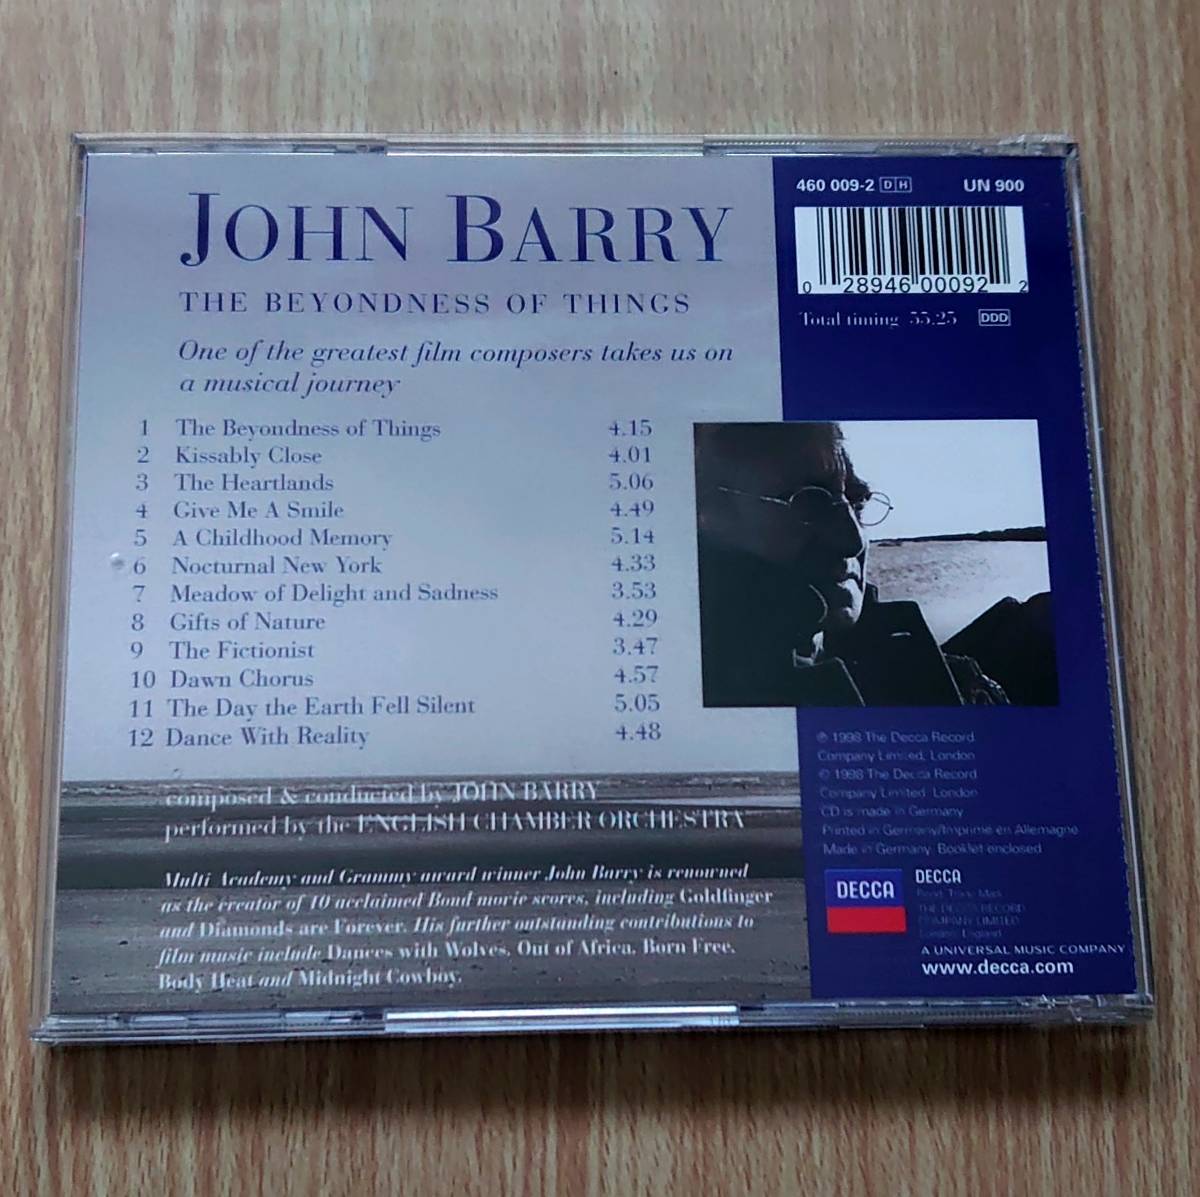 JOHN BARRY
THE BEYONDNESS OF THINGS
One of the greatest film composers takes us on
a musical journey
1 The Beyondness of Things 4.15
2 Kissably Close 4.01
3 The Heartlands 5.06
4 Give Me A Smile 4.49
5 A Childhood Memory 5.14
6 Nocturnal New York 4.33
7 Meadow of Delight and Sadness 3.53
8 Gifts of Nature 4.29
9 The Fictionist 3.47
10 Dawn Chorus 4.57
11 The Day the Earth Fell Silent 5.05
12 Dance With Reality 4.48
composed & conducted by JOHN BARRY
performed by the ENGLISH CHAMBER ORCHESTRA
Multi Academy and Grammy award winner John Barry is renowned
as the creator of 10 acclaimed Bond movie scores, including Goldfinger
and Diamonds are Forever. His further outstanding contributions to
film music include Dances with Wolves, Out of Africa, Born Free,
Body Heat and Midnight Cowboy.
460 009-2 DH UN 900
0 28946 00092 2
Total timing 55.25 DDD
℗ 1998 The Decca Record
Company Limited, London
© 1998 The Decca Record
Company Limited, London
CD is made in Germany
Printed in Germany/Imprimé en Allemagne
Made in Germany. Booklet enclosed
DECCA
DECCA
Regd. Trade Mark
THE DECCA RECORD
COMPANY LIMITED
London, England
A UNIVERSAL MUSIC COMPANY
www.decca.com